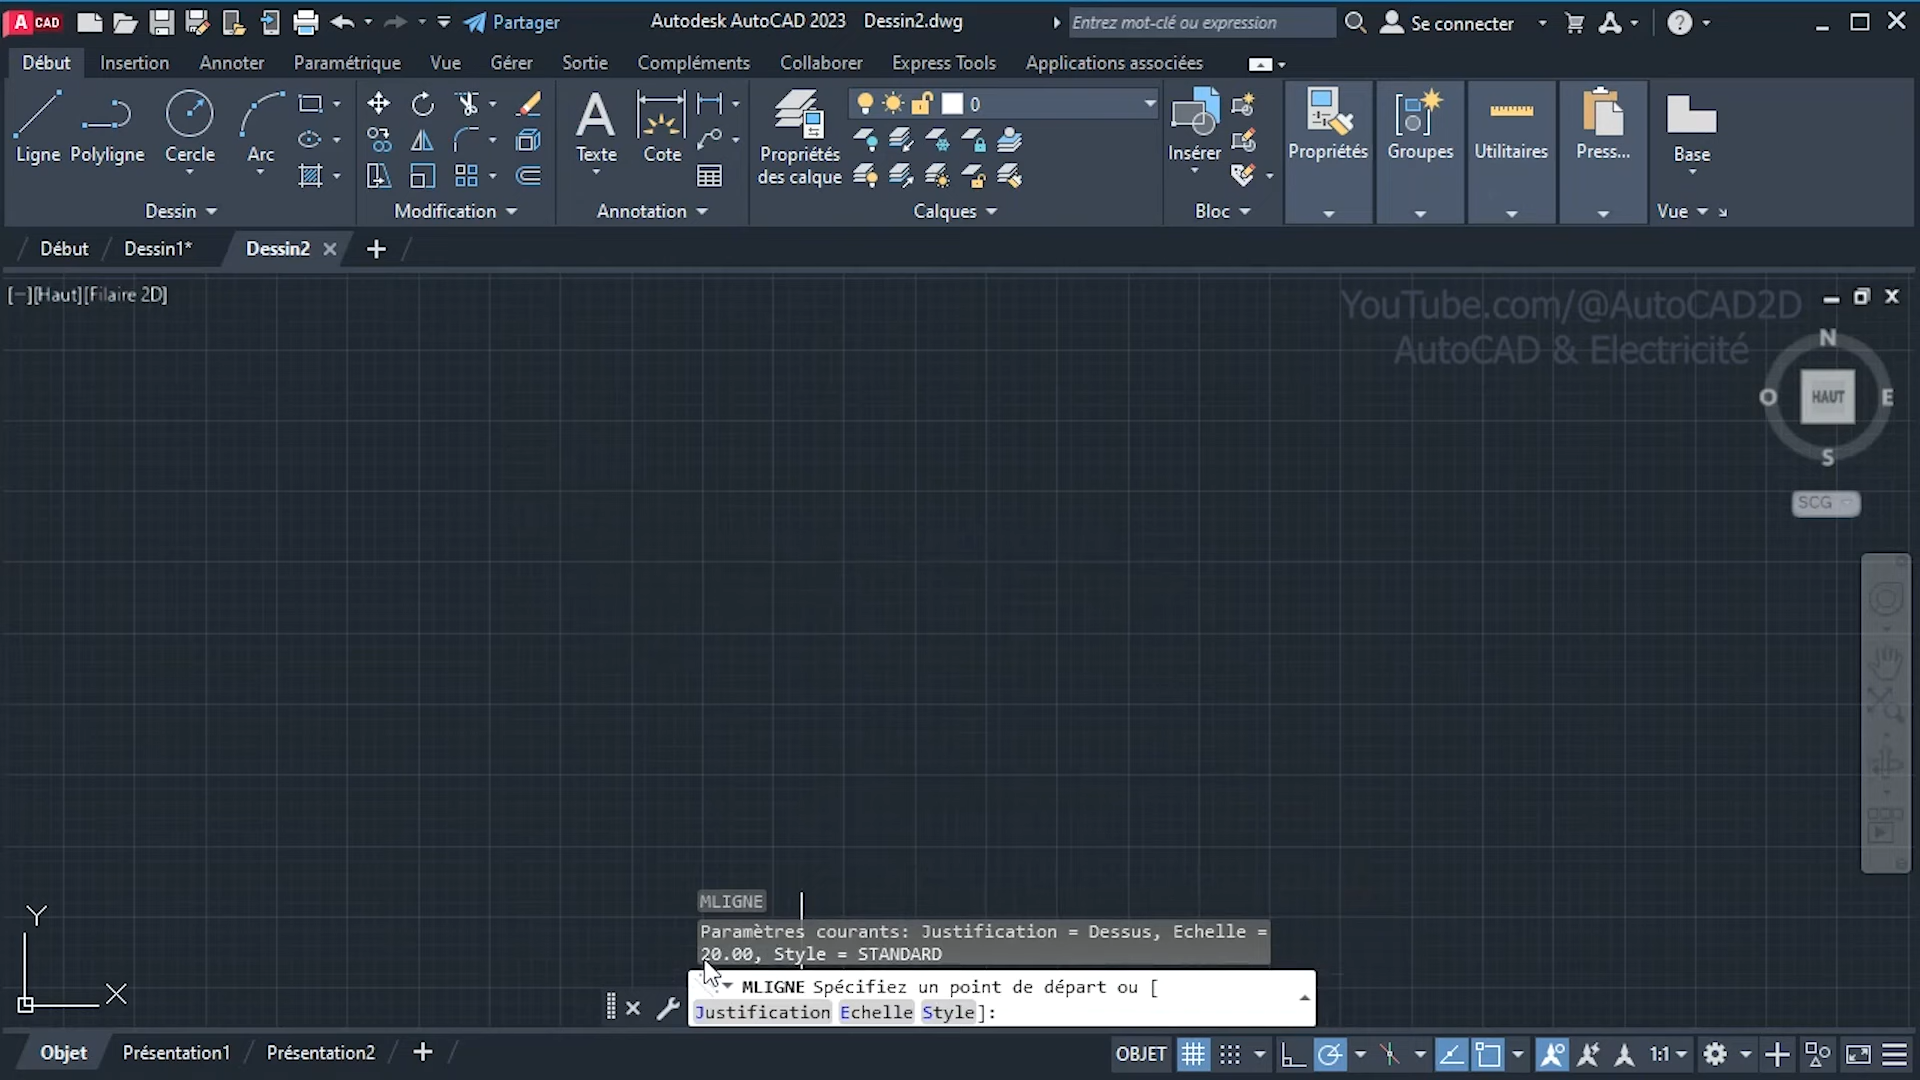 A CAD
Partager
Autodesk AutoCAD 2023 Dessin2.dwg
Entrez mot-clé ou expression
Se connecter
Début Insertion Annoter Paramétrique Vue Gérer Sortie Compléments Collaborer Express Tools Applications associées
0
Ligne Polyligne Cercle Arc
Texte Cote
Propriétés
des calque
Insérer
Propriétés
Groupes
Utilitaires
Press...
Base
Dessin
Modification
Annotation
Calques
Bloc
Vue
Début Dessin1* Dessin2
[−][Haut][Filaire 2D]
YouTube.com/@AutoCAD2D
AutoCAD & Electricité
N
O HAUT E
S
SCG
Y
X
MLIGNE
Paramètres courants: Justification = Dessus, Echelle =
20.00, Style = STANDARD
MLIGNE Spécifiez un point de départ ou [
Justification Echelle Style]:
Objet Présentation1 Présentation2
OBJET
1:1